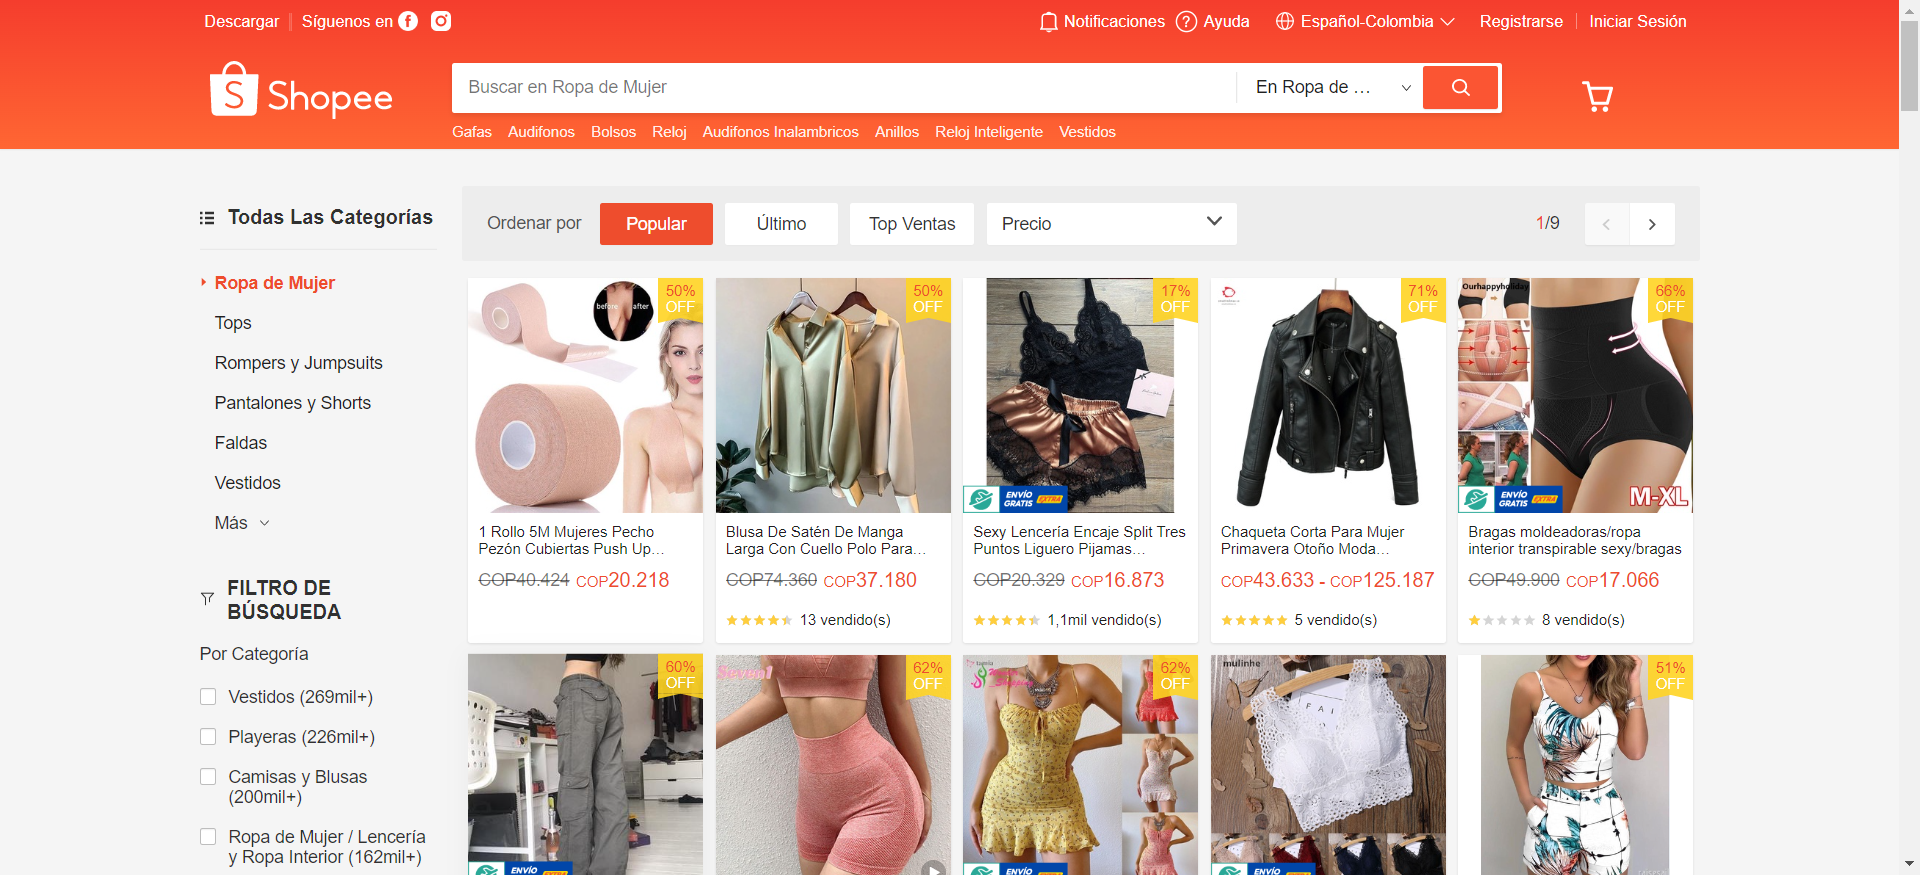 Descargar
Síguenos en
Notificaciones
Ayuda
Español-Colombia
Registrarse
Iniciar Sesión
Shopee
Buscar en Ropa de Mujer
En Ropa de ...
Gafas
Audifonos
Bolsos
Reloj
Audifonos Inalambricos
Anillos
Reloj Inteligente
Vestidos
Todas Las Categorías
Ropa de Mujer
Tops
Rompers y Jumpsuits
Pantalones y Shorts
Faldas
Vestidos
Más
FILTRO DE
BÚSQUEDA
Por Categoría
Vestidos (269mil+)
Playeras (226mil+)
Camisas y Blusas
(200mil+)
Ropa de Mujer / Lencería
y Ropa Interior (162mil+)
Ordenar por
Popular
Último
Top Ventas
Precio
1/9
before
after
50%
OFF
1 Rollo 5M Mujeres Pecho
Pezón Cubiertas Push Up...
COP40.424 COP20.218
50%
OFF
Blusa De Satén De Manga
Larga Con Cuello Polo Para...
COP74.360 COP37.180
13 vendido(s)
17%
OFF
ENVÍO
GRATIS EXTRA
Sexy Lencería Encaje Split Tres
Puntos Liguero Pijamas...
COP20.329 COP16.873
1,1mil vendido(s)
71%
OFF
Chaqueta Corta Para Mujer
Primavera Otoño Moda...
COP43.633 - COP125.187
5 vendido(s)
Ourhappyholiday
66%
OFF
ENVÍO
GRATIS EXTRA
M-XL
Bragas moldeadoras/ropa
interior transpirable sexy/bragas
COP49.900 COP17.066
8 vendido(s)
60%
OFF
ENVÍO
62%
OFF
62%
OFF
ENVÍO
mulinhe
ENVÍO
51%
OFF